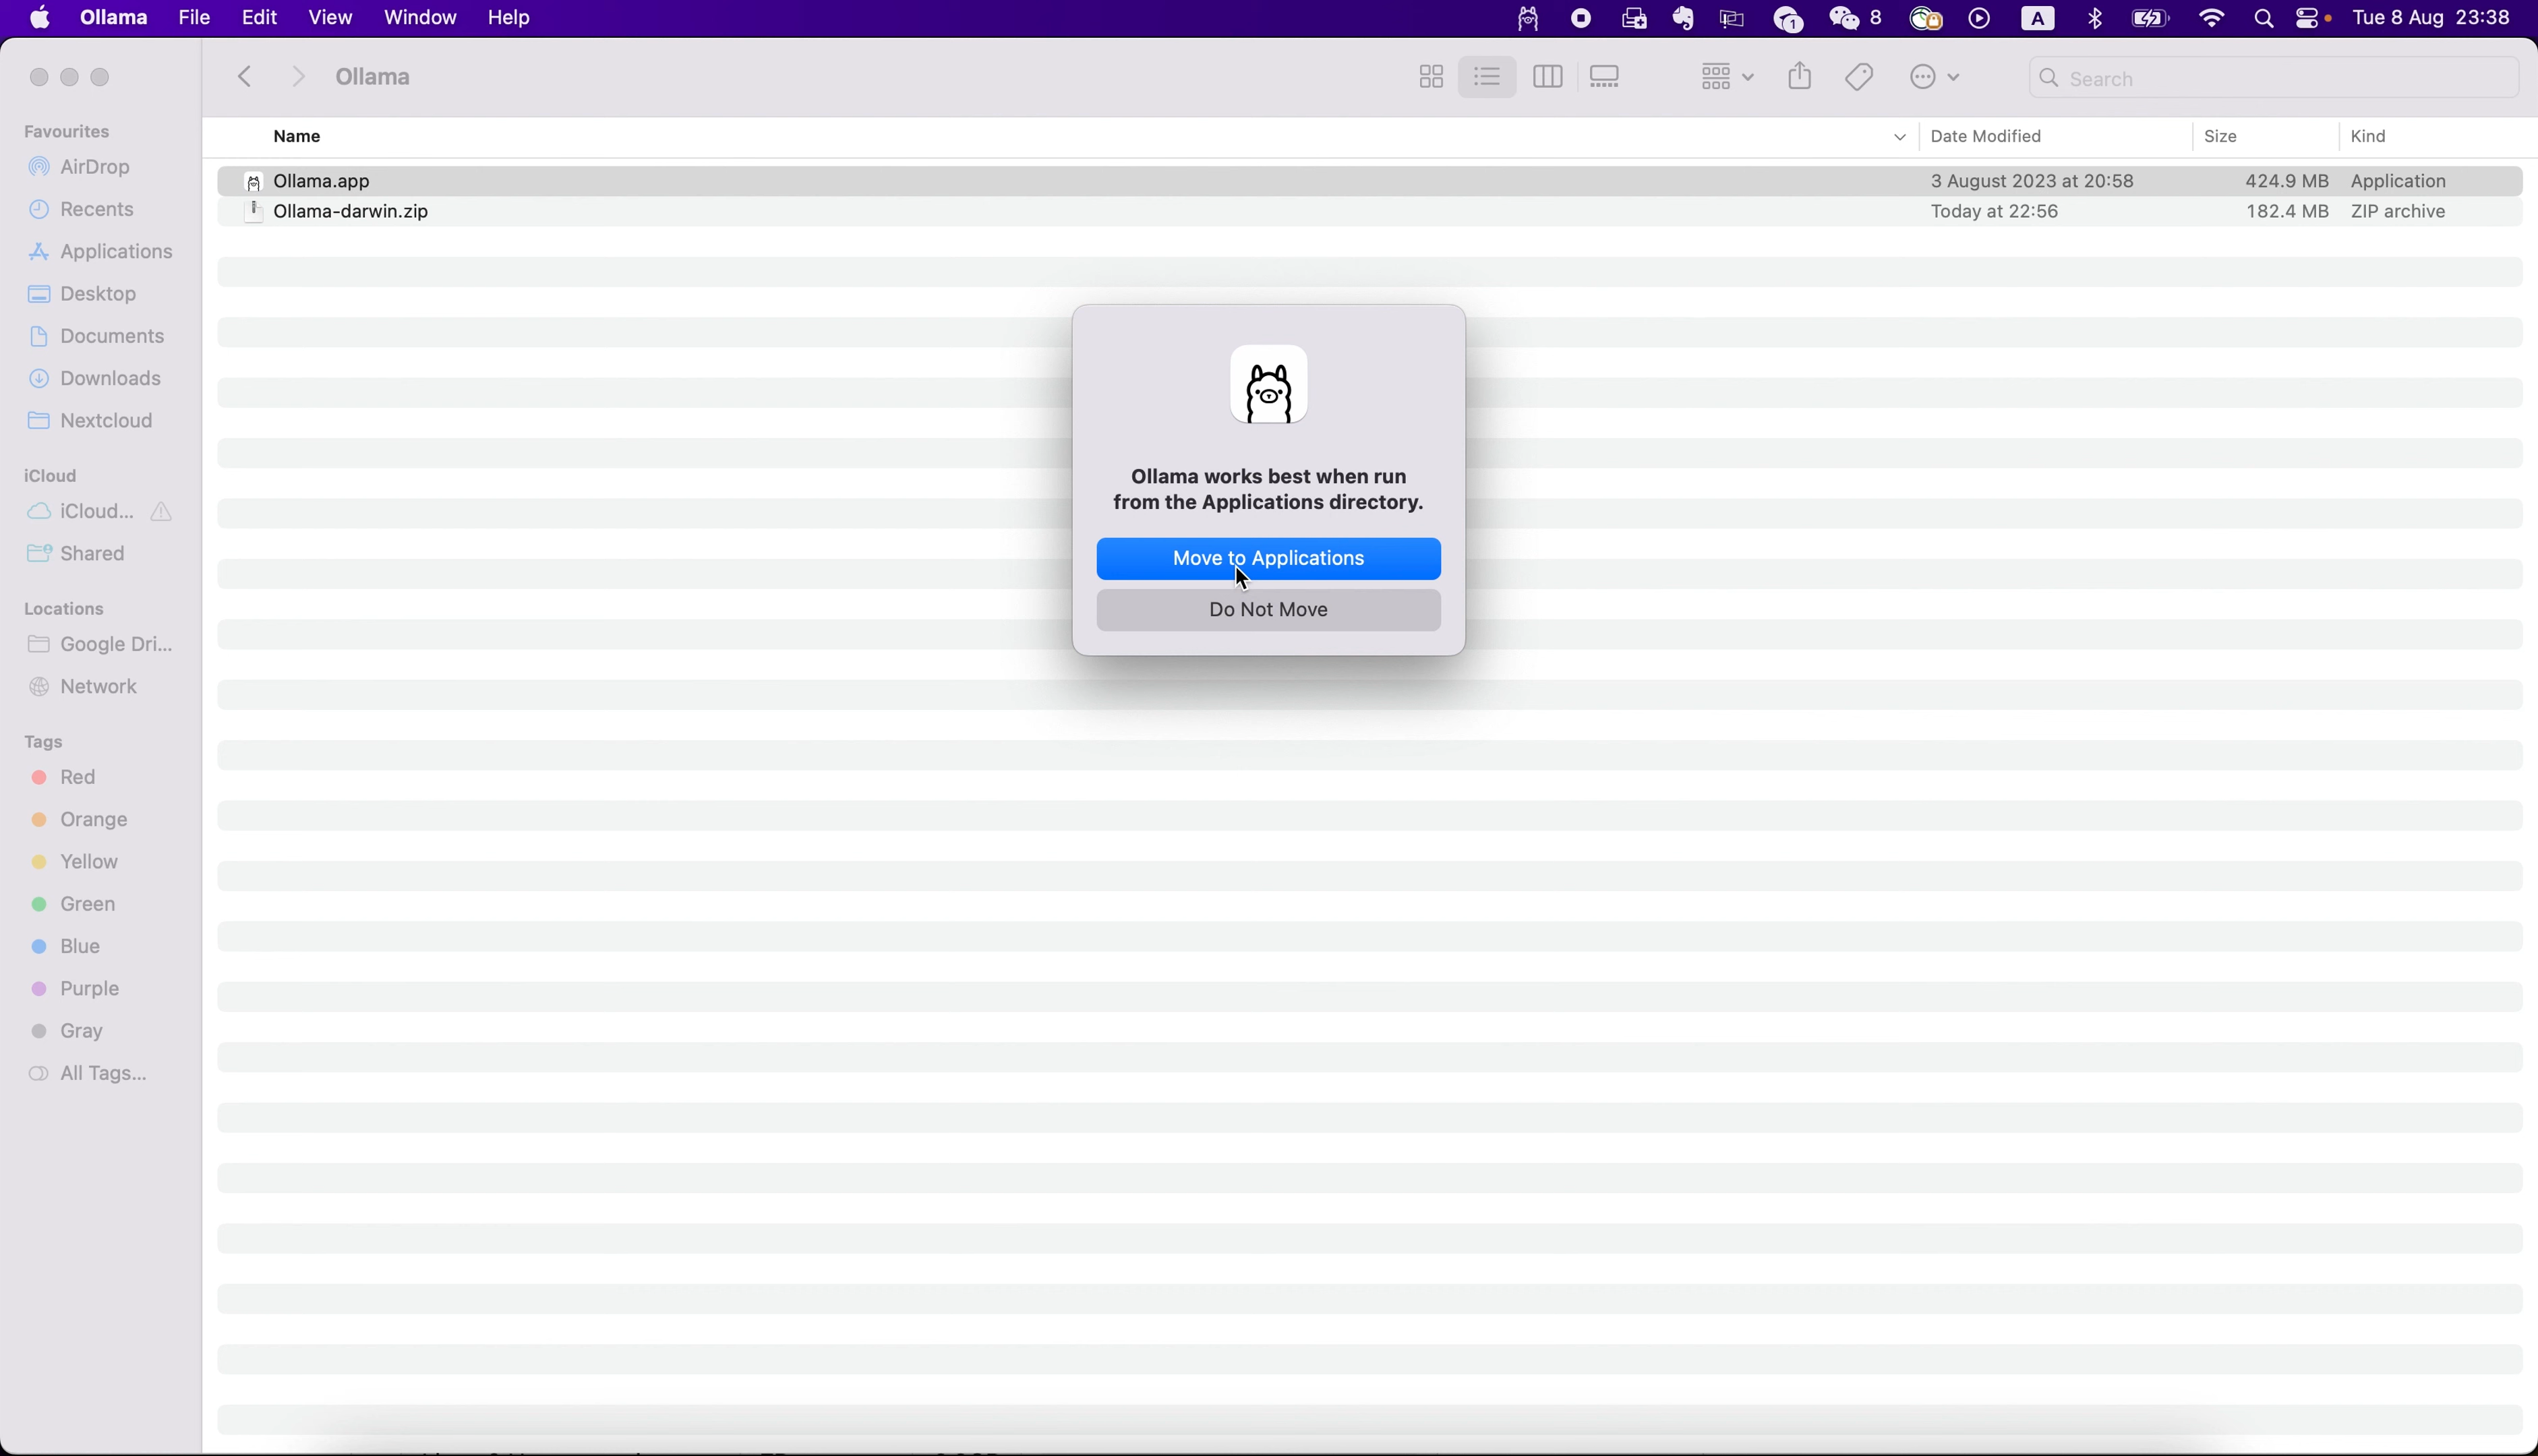 Ollama File Edit View Window Help 1 8 A Tue 8 Aug 23:38
Ollama Search
Favourites
AirDrop
Recents
Applications
Desktop
Documents
Downloads
Nextcloud
iCloud
iCloud...
Shared
Locations
Google Dri...
Network
Tags
Red
Orange
Yellow
Green
Blue
Purple
Gray
All Tags...
Name Date Modified Size Kind
Ollama.app 3 August 2023 at 20:58 424.9 MB Application
Ollama-darwin.zip Today at 22:56 182.4 MB ZIP archive
Ollama works best when run
from the Applications directory.
Move to Applications
Do Not Move